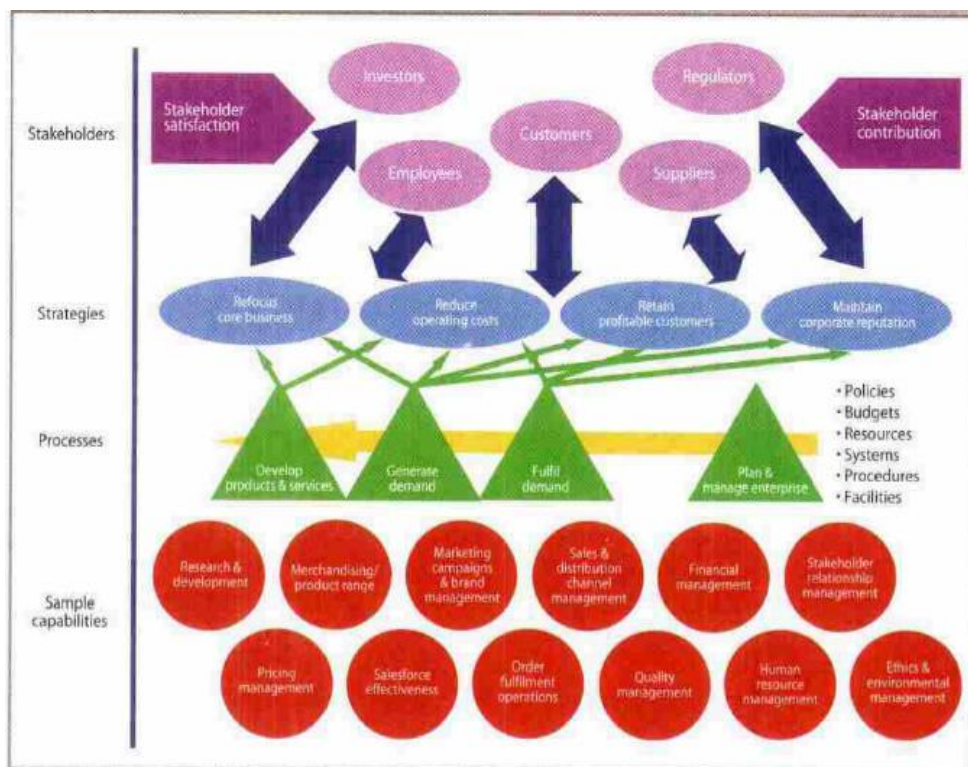 Stakeholders
Stakeholder
satisfaction
Investors
Employees
Customers
Regulators
Suppliers
Stakeholder
contribution
Strategies
Refocus
core business
Reduce
operating costs
Retain
profitable customers
Maintain
corporate reputation
Processes
Develop
products & services
Generate
demand
Fulfil
demand
Plan &
manage enterprise
• Policies
• Budgets
• Resources
• Systems
• Procedures
• Facilities
Sample
capabilities
Research &
development
Merchandising/
product range
Marketing
campaigns
& brand
management
Sales &
distribution
channel
management
Financial
management
Stakeholder
relationship
management
Pricing
management
Salesforce
effectiveness
Order
fulfilment
operations
Quality
management
Human
resource
management
Ethics &
environmental
management